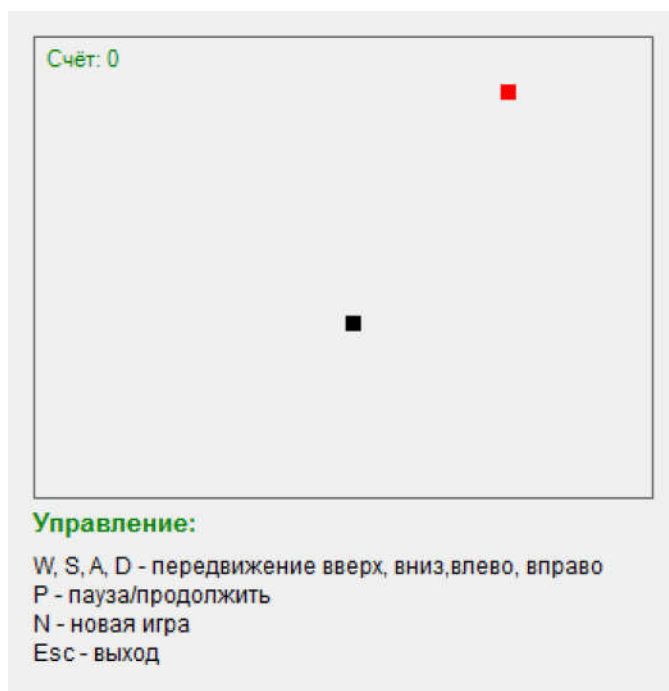 Счёт: 0
Управление:
W, S, A, D - передвижение вверх, вниз,влево, вправо
P - пауза/продолжить
N - новая игра
Esc - выход